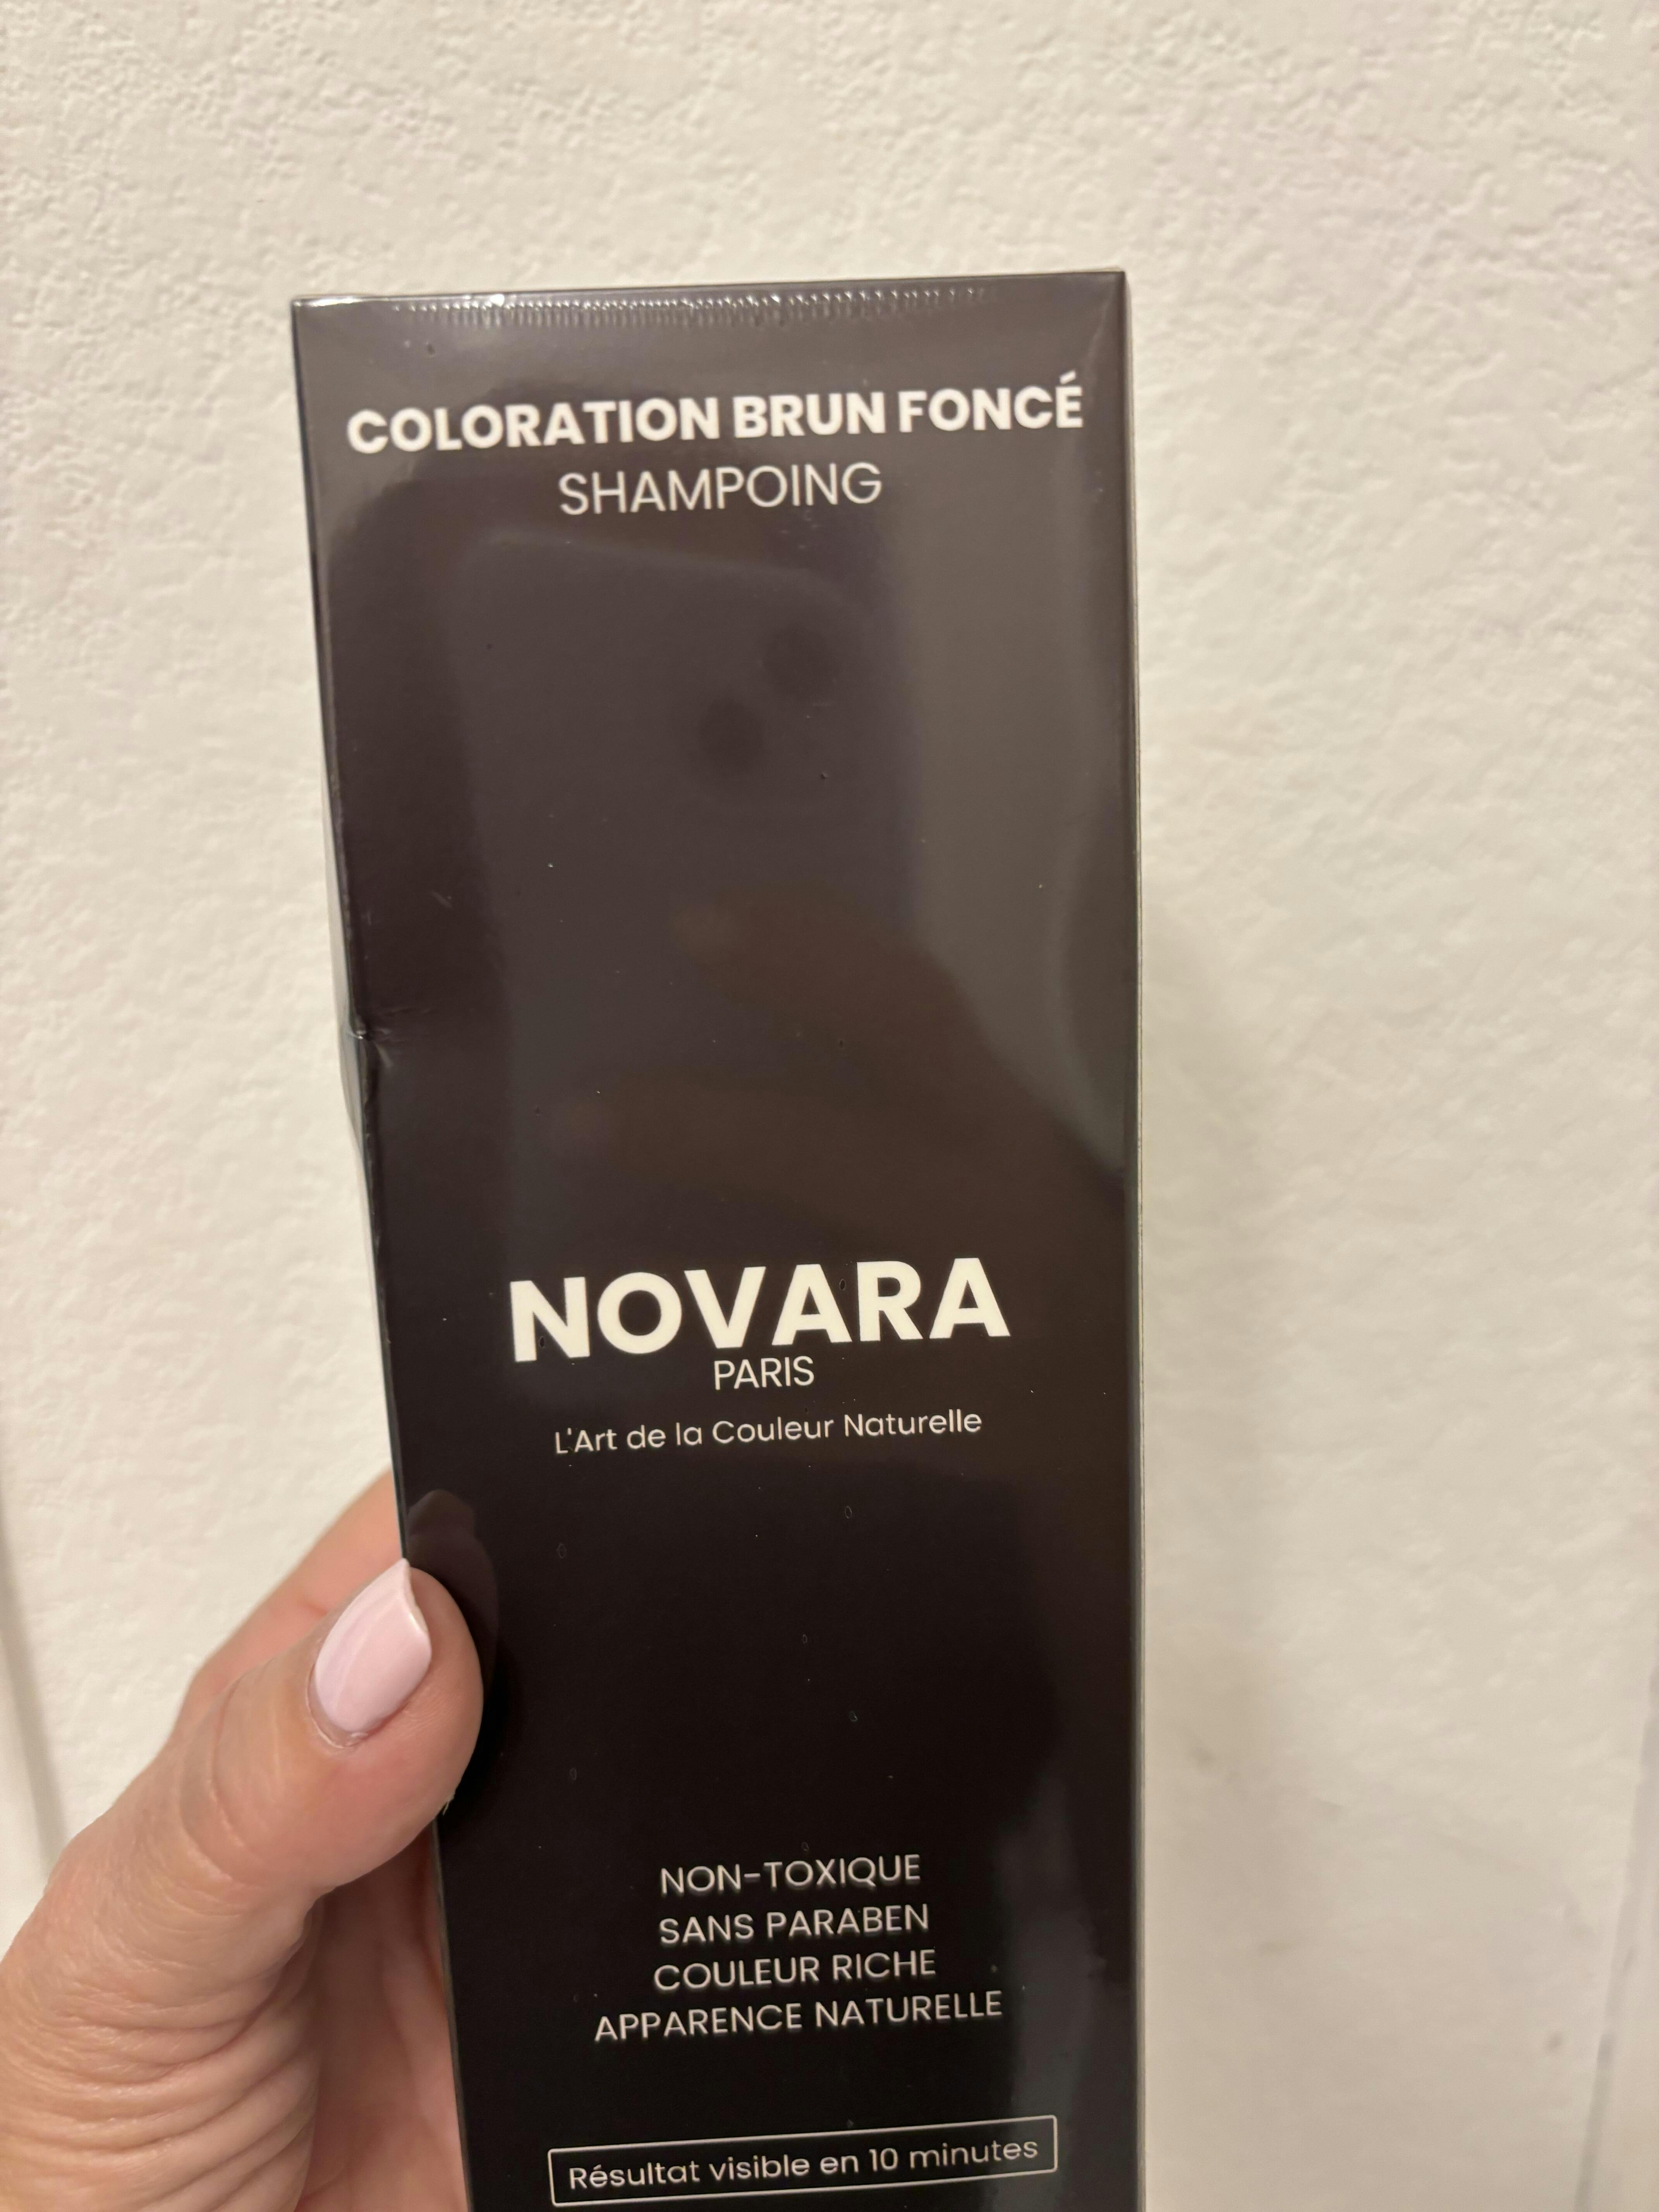 COLORATION BRUN FONCÉ
SHAMPOING
NOVARA
PARIS
L'Art de la Couleur Naturelle
NON-TOXIQUE
SANS PARABEN
COULEUR RICHE
APPARENCE NATURELLE
Résultat visible en 10 minutes